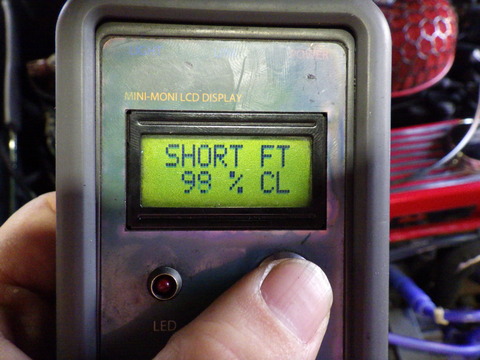 MINI-MONI LCD DISPLAY
SHORT FT
98 % CL
LED